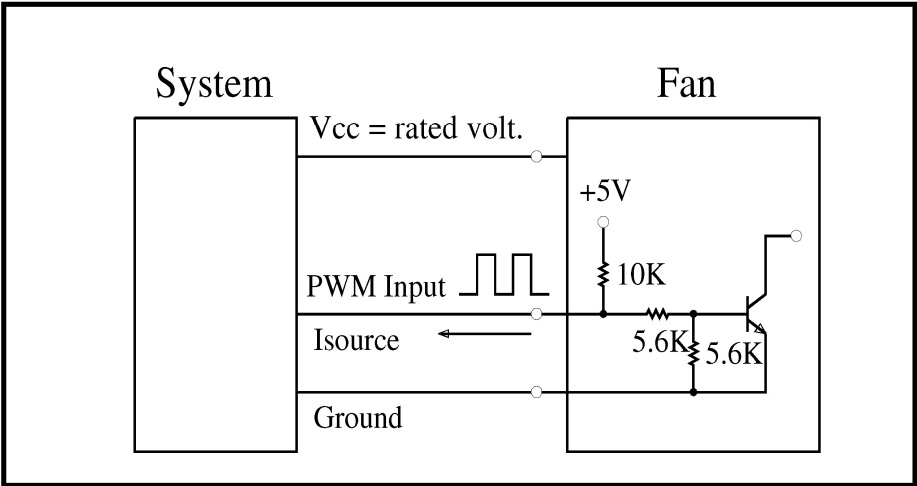 System
Fan
Vcc = rated volt.
+5V
10K
PWM Input
Isource
5.6K
5.6K
Ground